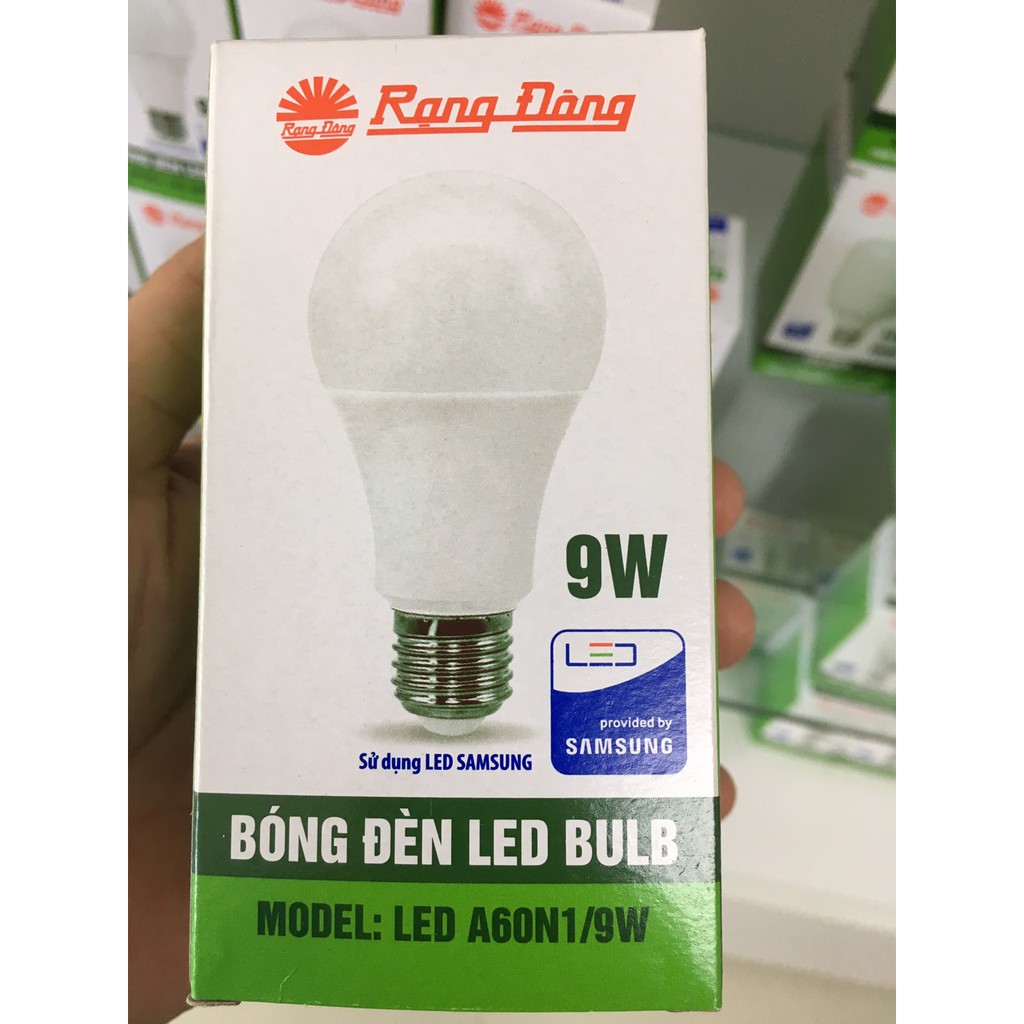 Rạng Đông
Rạng Đông
9W
LED
provided by
SAMSUNG
Sử dụng LED SAMSUNG
BÓNG ĐÈN LED BULB
MODEL: LED A60N1/9W